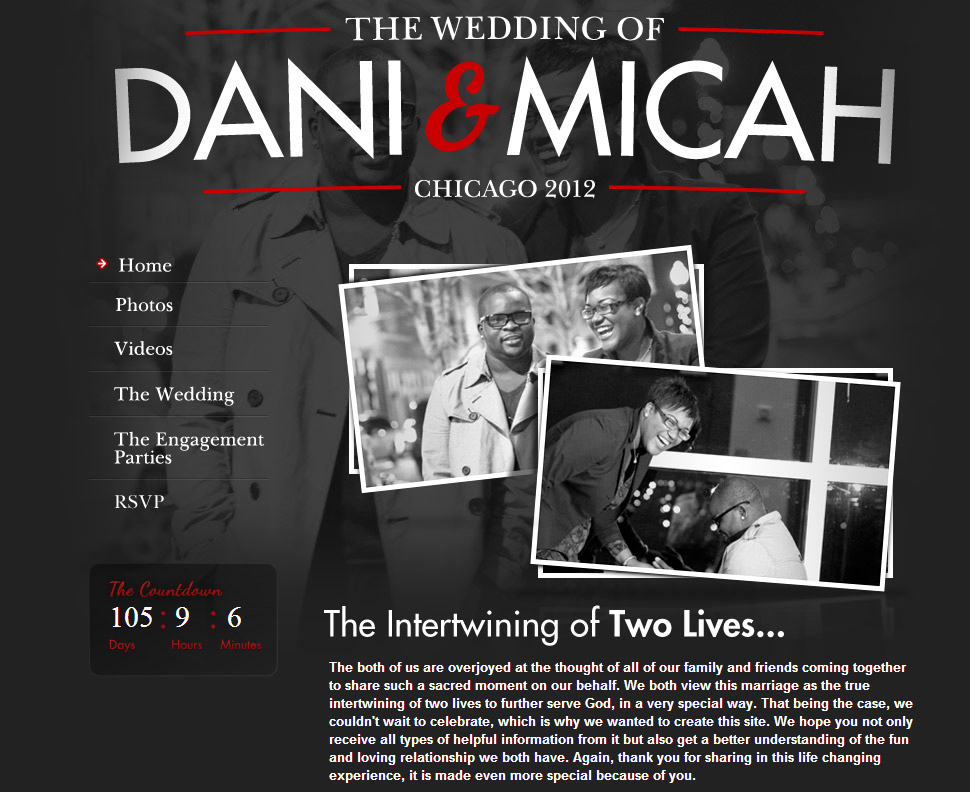 THE WEDDING OF
DANI & MICAH
CHICAGO 2012
Home
Photos
Videos
The Wedding
The Engagement
Parties
RSVP
The Countdown
105 : 9 : 6
Days Hours Minutes
The Intertwining of Two Lives...
The both of us are overjoyed at the thought of all of our family and friends coming together
to share such a sacred moment on our behalf. We both view this marriage as the true
intertwining of two lives to further serve God, in a very special way. That being the case, we
couldn't wait to celebrate, which is why we wanted to create this site. We hope you not only
receive all types of helpful information from it but also get a better understanding of the fun
and loving relationship we both have. Again, thank you for sharing in this life changing
experience, it is made even more special because of you.